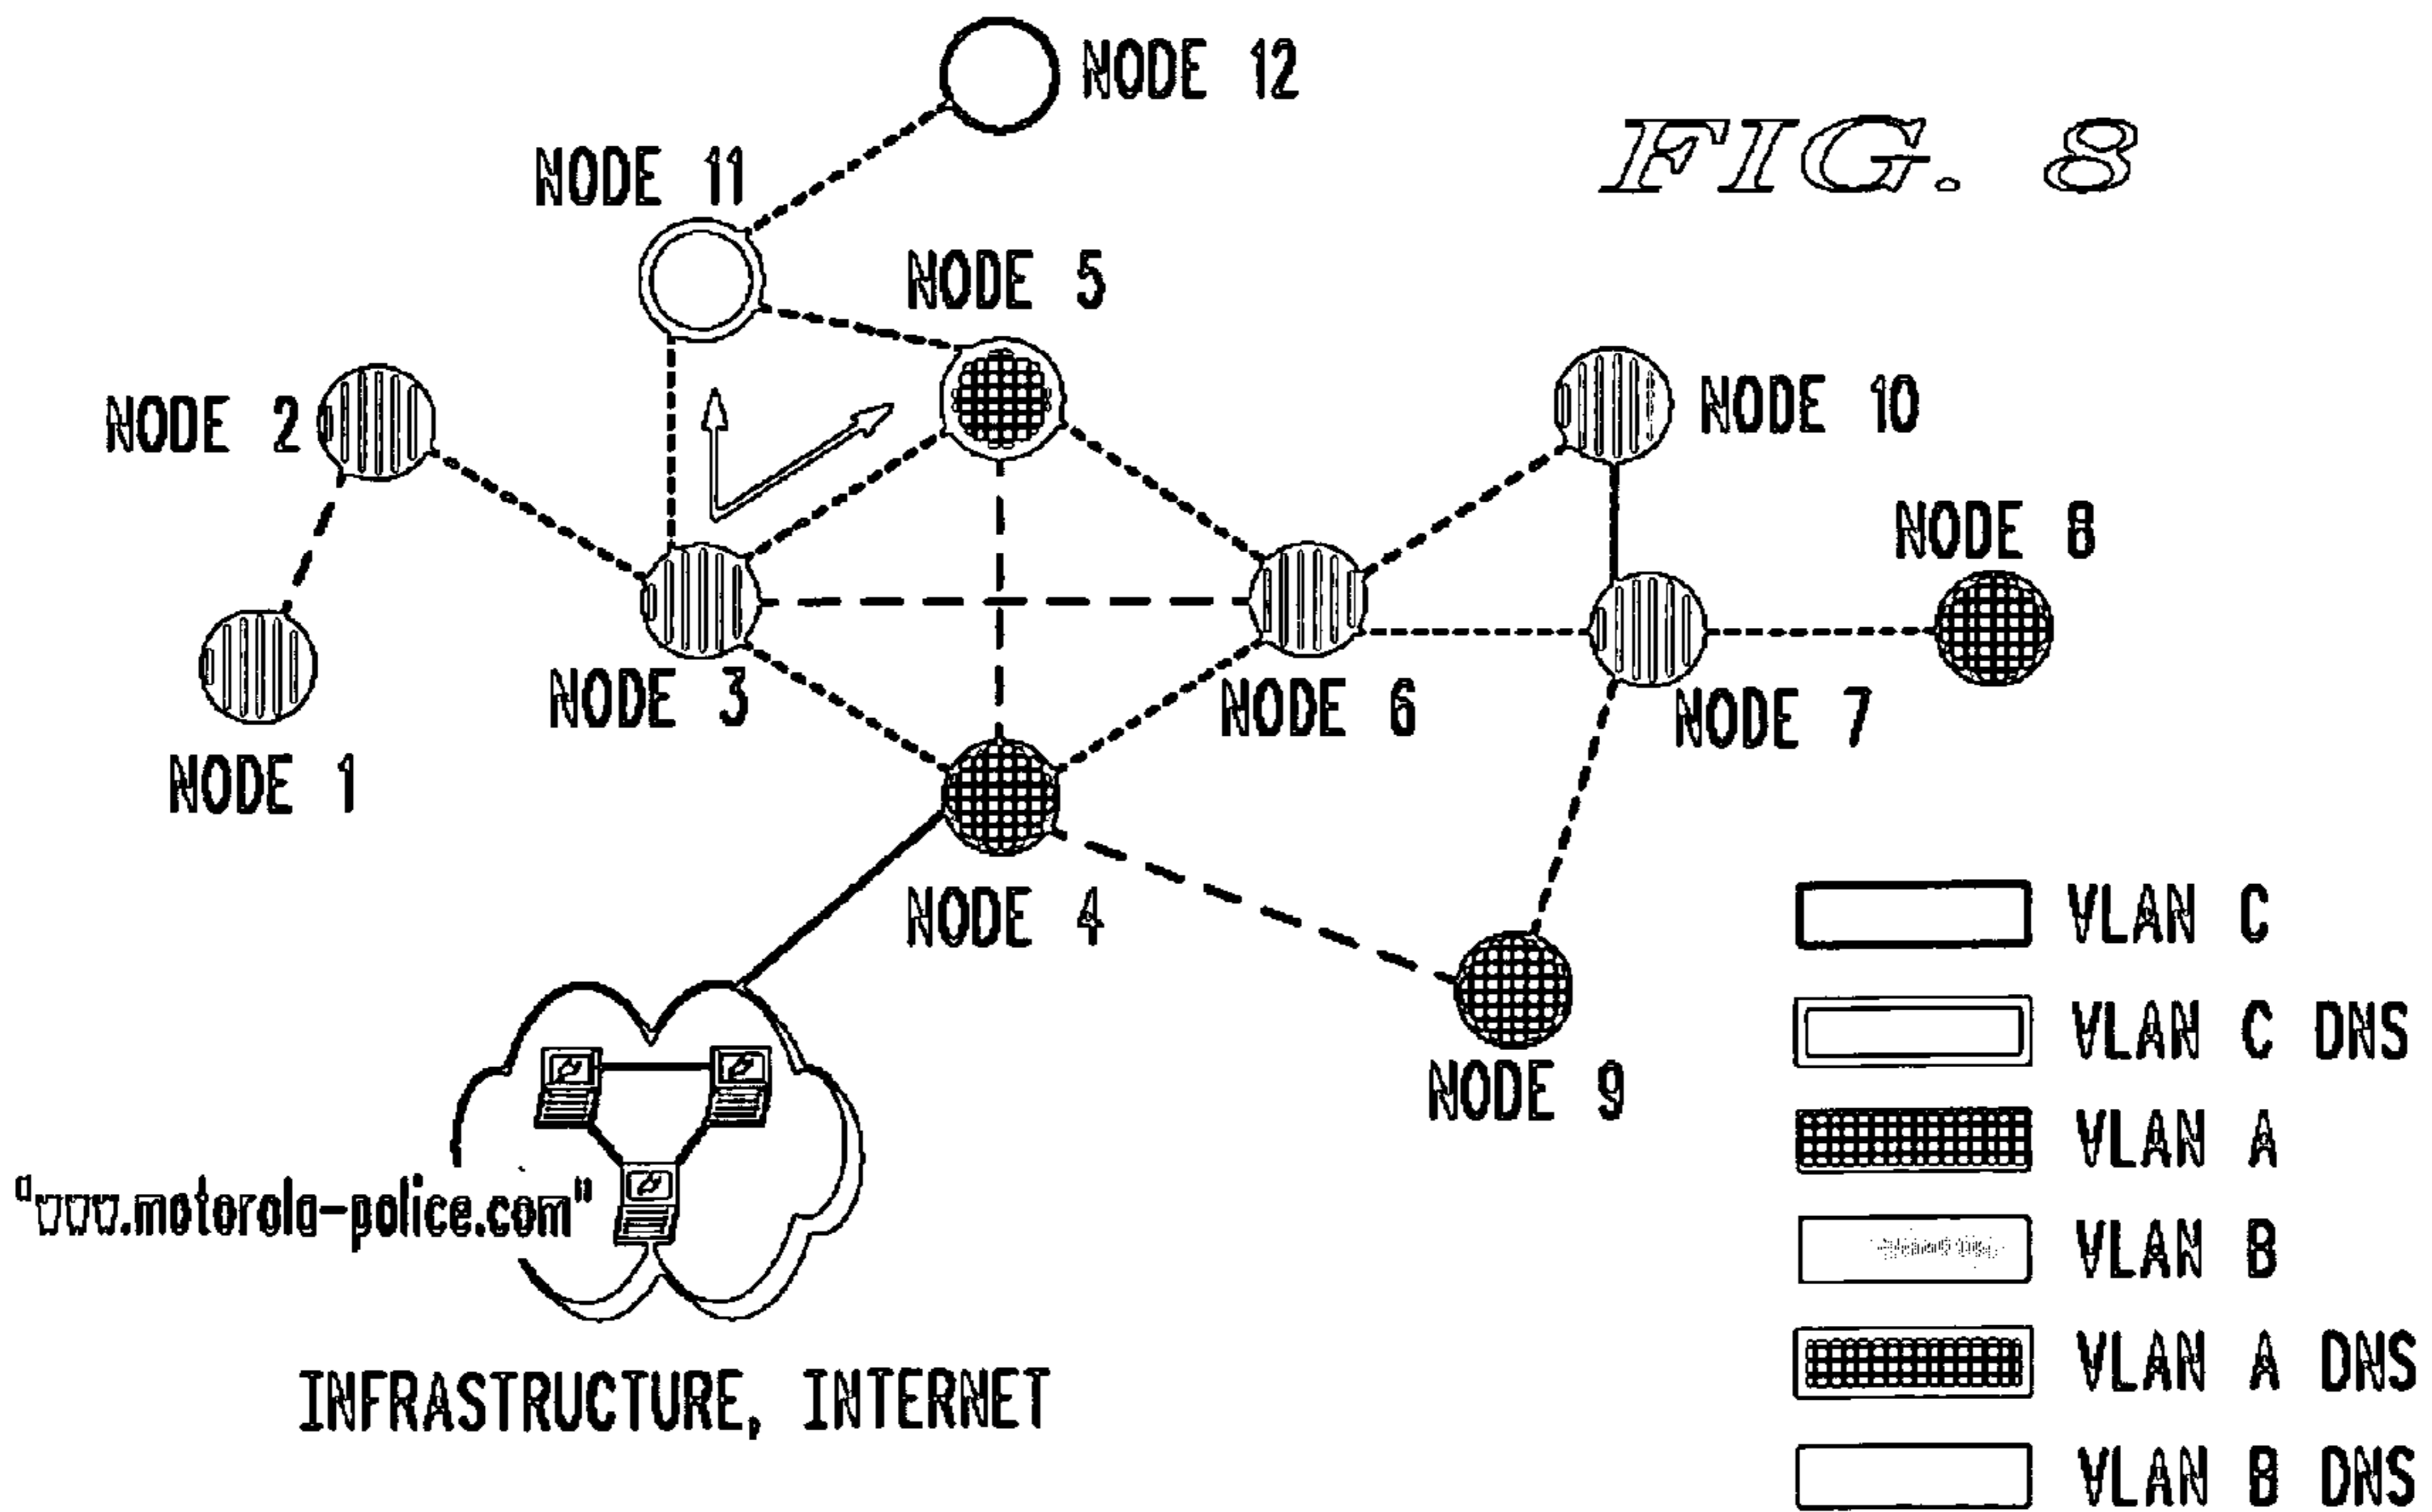 NODE 12
FIG. 8
NODE 11
NODE 5
NODE 2
NODE 10
NODE 8
NODE 3
NODE 6
NODE 7
NODE 1
NODE 4
NODE 9
VLAN C
VLAN C DNS
VLAN A
VLAN B
VLAN A DNS
VLAN B DNS
"www.motorola-police.com"
INFRASTRUCTURE, INTERNET